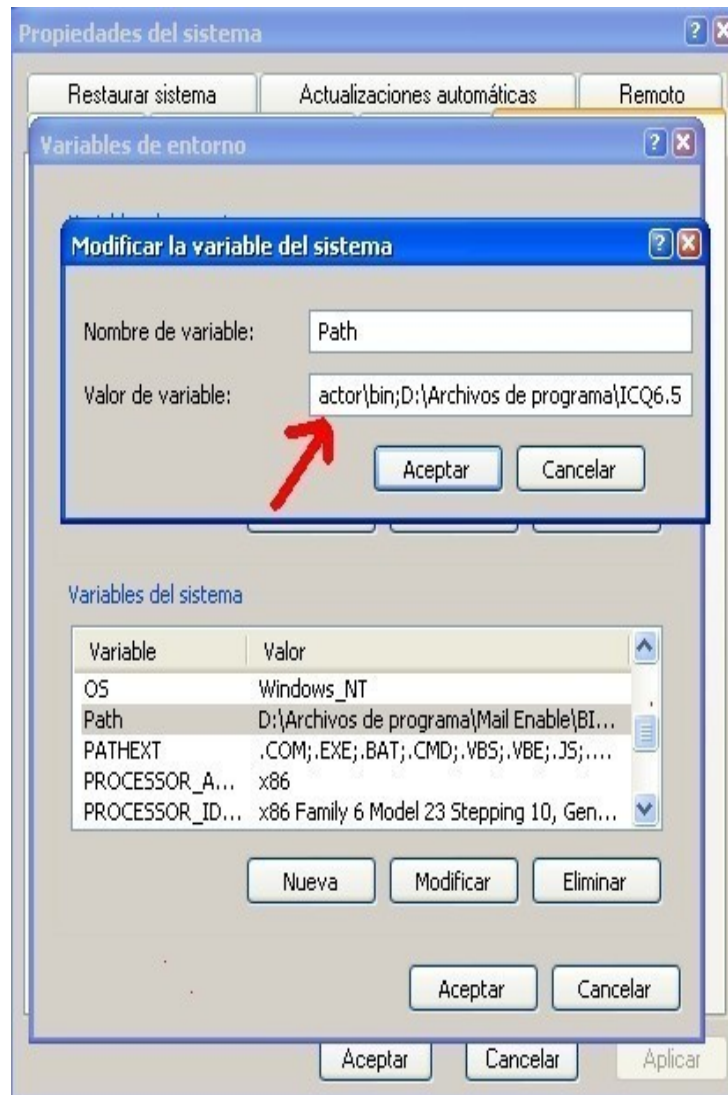 Propiedades del sistema
Restaurar sistema Actualizaciones automáticas Remoto
Variables de entorno
Modificar la variable del sistema
Nombre de variable: Path
Valor de variable: actor\bin;D:\Archivos de programa\ICQ6.5
Aceptar Cancelar
Variables del sistema
Variable Valor
OS Windows_NT
Path D:\Archivos de programa\Mail Enable\BI...
PATHEXT .COM;.EXE;.BAT;.CMD;.VBS;.VBE;.JS;....
PROCESSOR_A... x86
PROCESSOR_ID... x86 Family 6 Model 23 Stepping 10, Gen...
Nueva Modificar Eliminar
Aceptar Cancelar
Aceptar Cancelar Aplicar